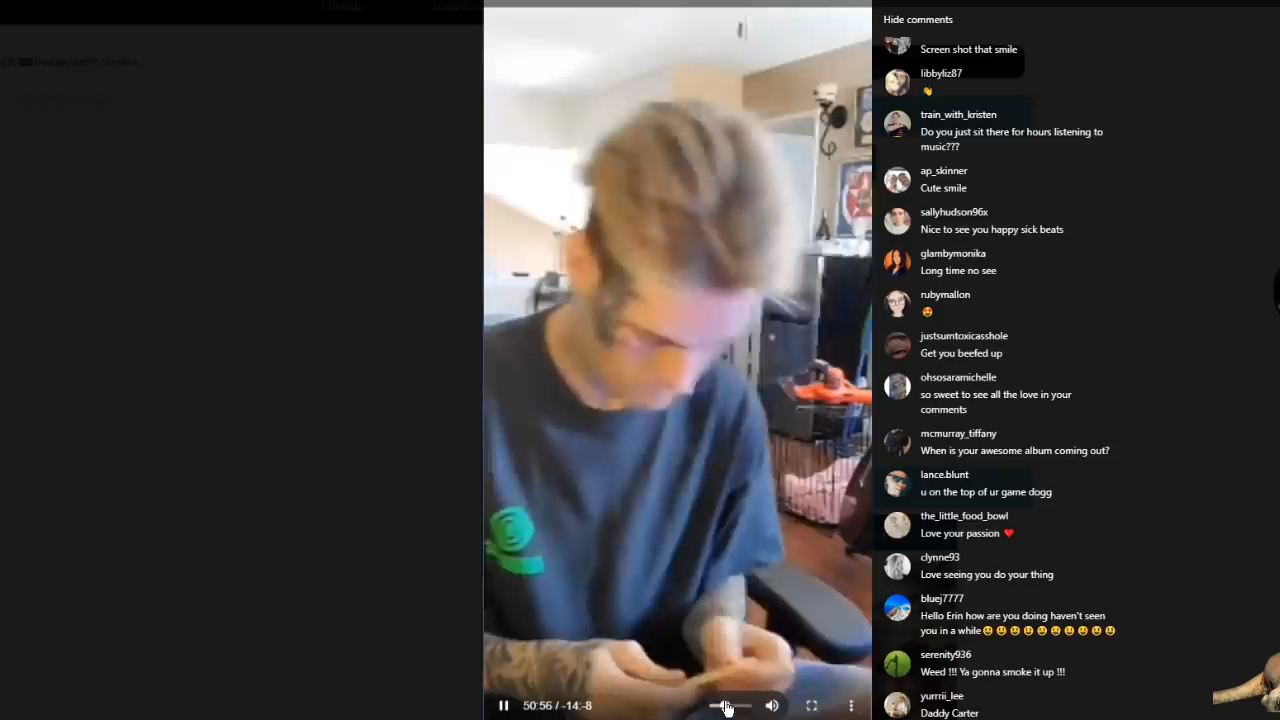 Hide comments
Screen shot that smile
libbyliz87
👏
train_with_kristen
Do you just sit there for hours listening to
music???
ap_skinner
Cute smile
sallyhudson96x
Nice to see you happy sick beats
glambymonika
Long time no see
rubymallon
😍
justsumtoxicasshole
Get you beefed up
ohsosaramichelle
so sweet to see all the love in your
comments
mcmurray_tiffany
When is your awesome album coming out?
lance.blunt
u on the top of ur game dogg
the_little_food_bowl
Love your passion ❤️
clynne93
Love seeing you do your thing
bluej7777
Hello Erin how are you doing haven't seen
you in a while😃😃😃😃😃😃😃😃😃😃
serenity936
Weed !!! Ya gonna smoke it up !!!
yurrrii_lee
Daddy Carter
50:56 / -14:-8